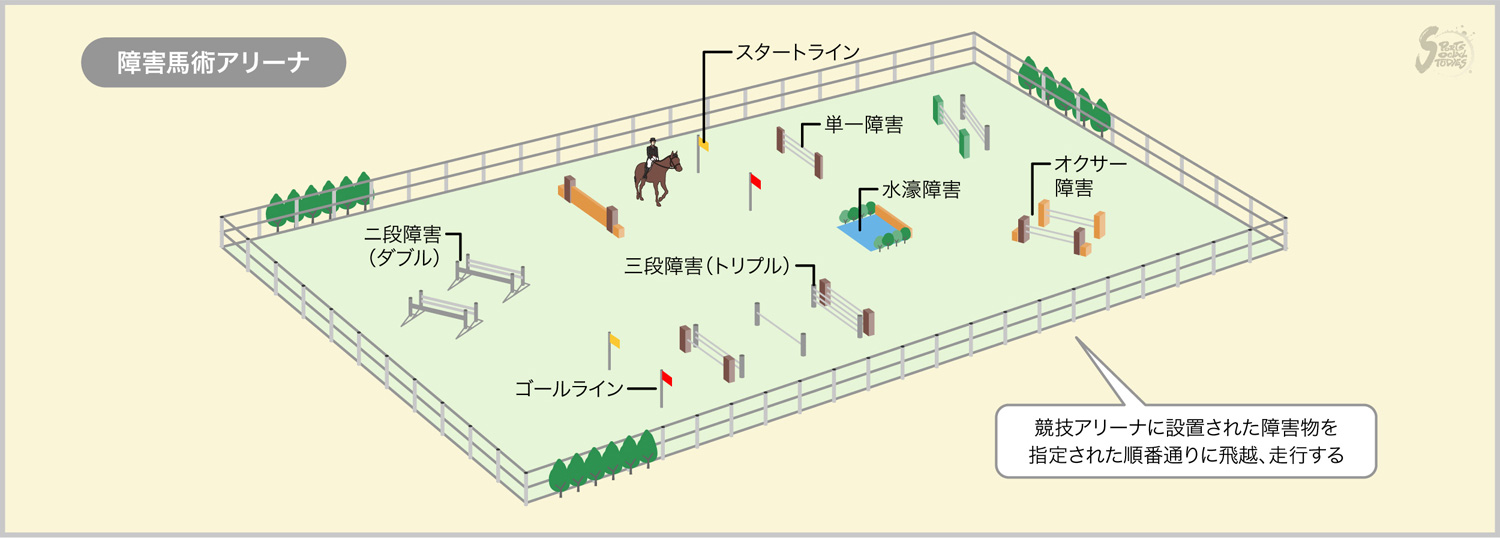 障害馬術アリーナ
SPORTS
SOCIAL
STORIES
スタートライン
単一障害
オクサー
障害
水濠障害
二段障害
（ダブル）
三段障害（トリプル）
ゴールライン
競技アリーナに設置された障害物を
指定された順番通りに飛越、走行する